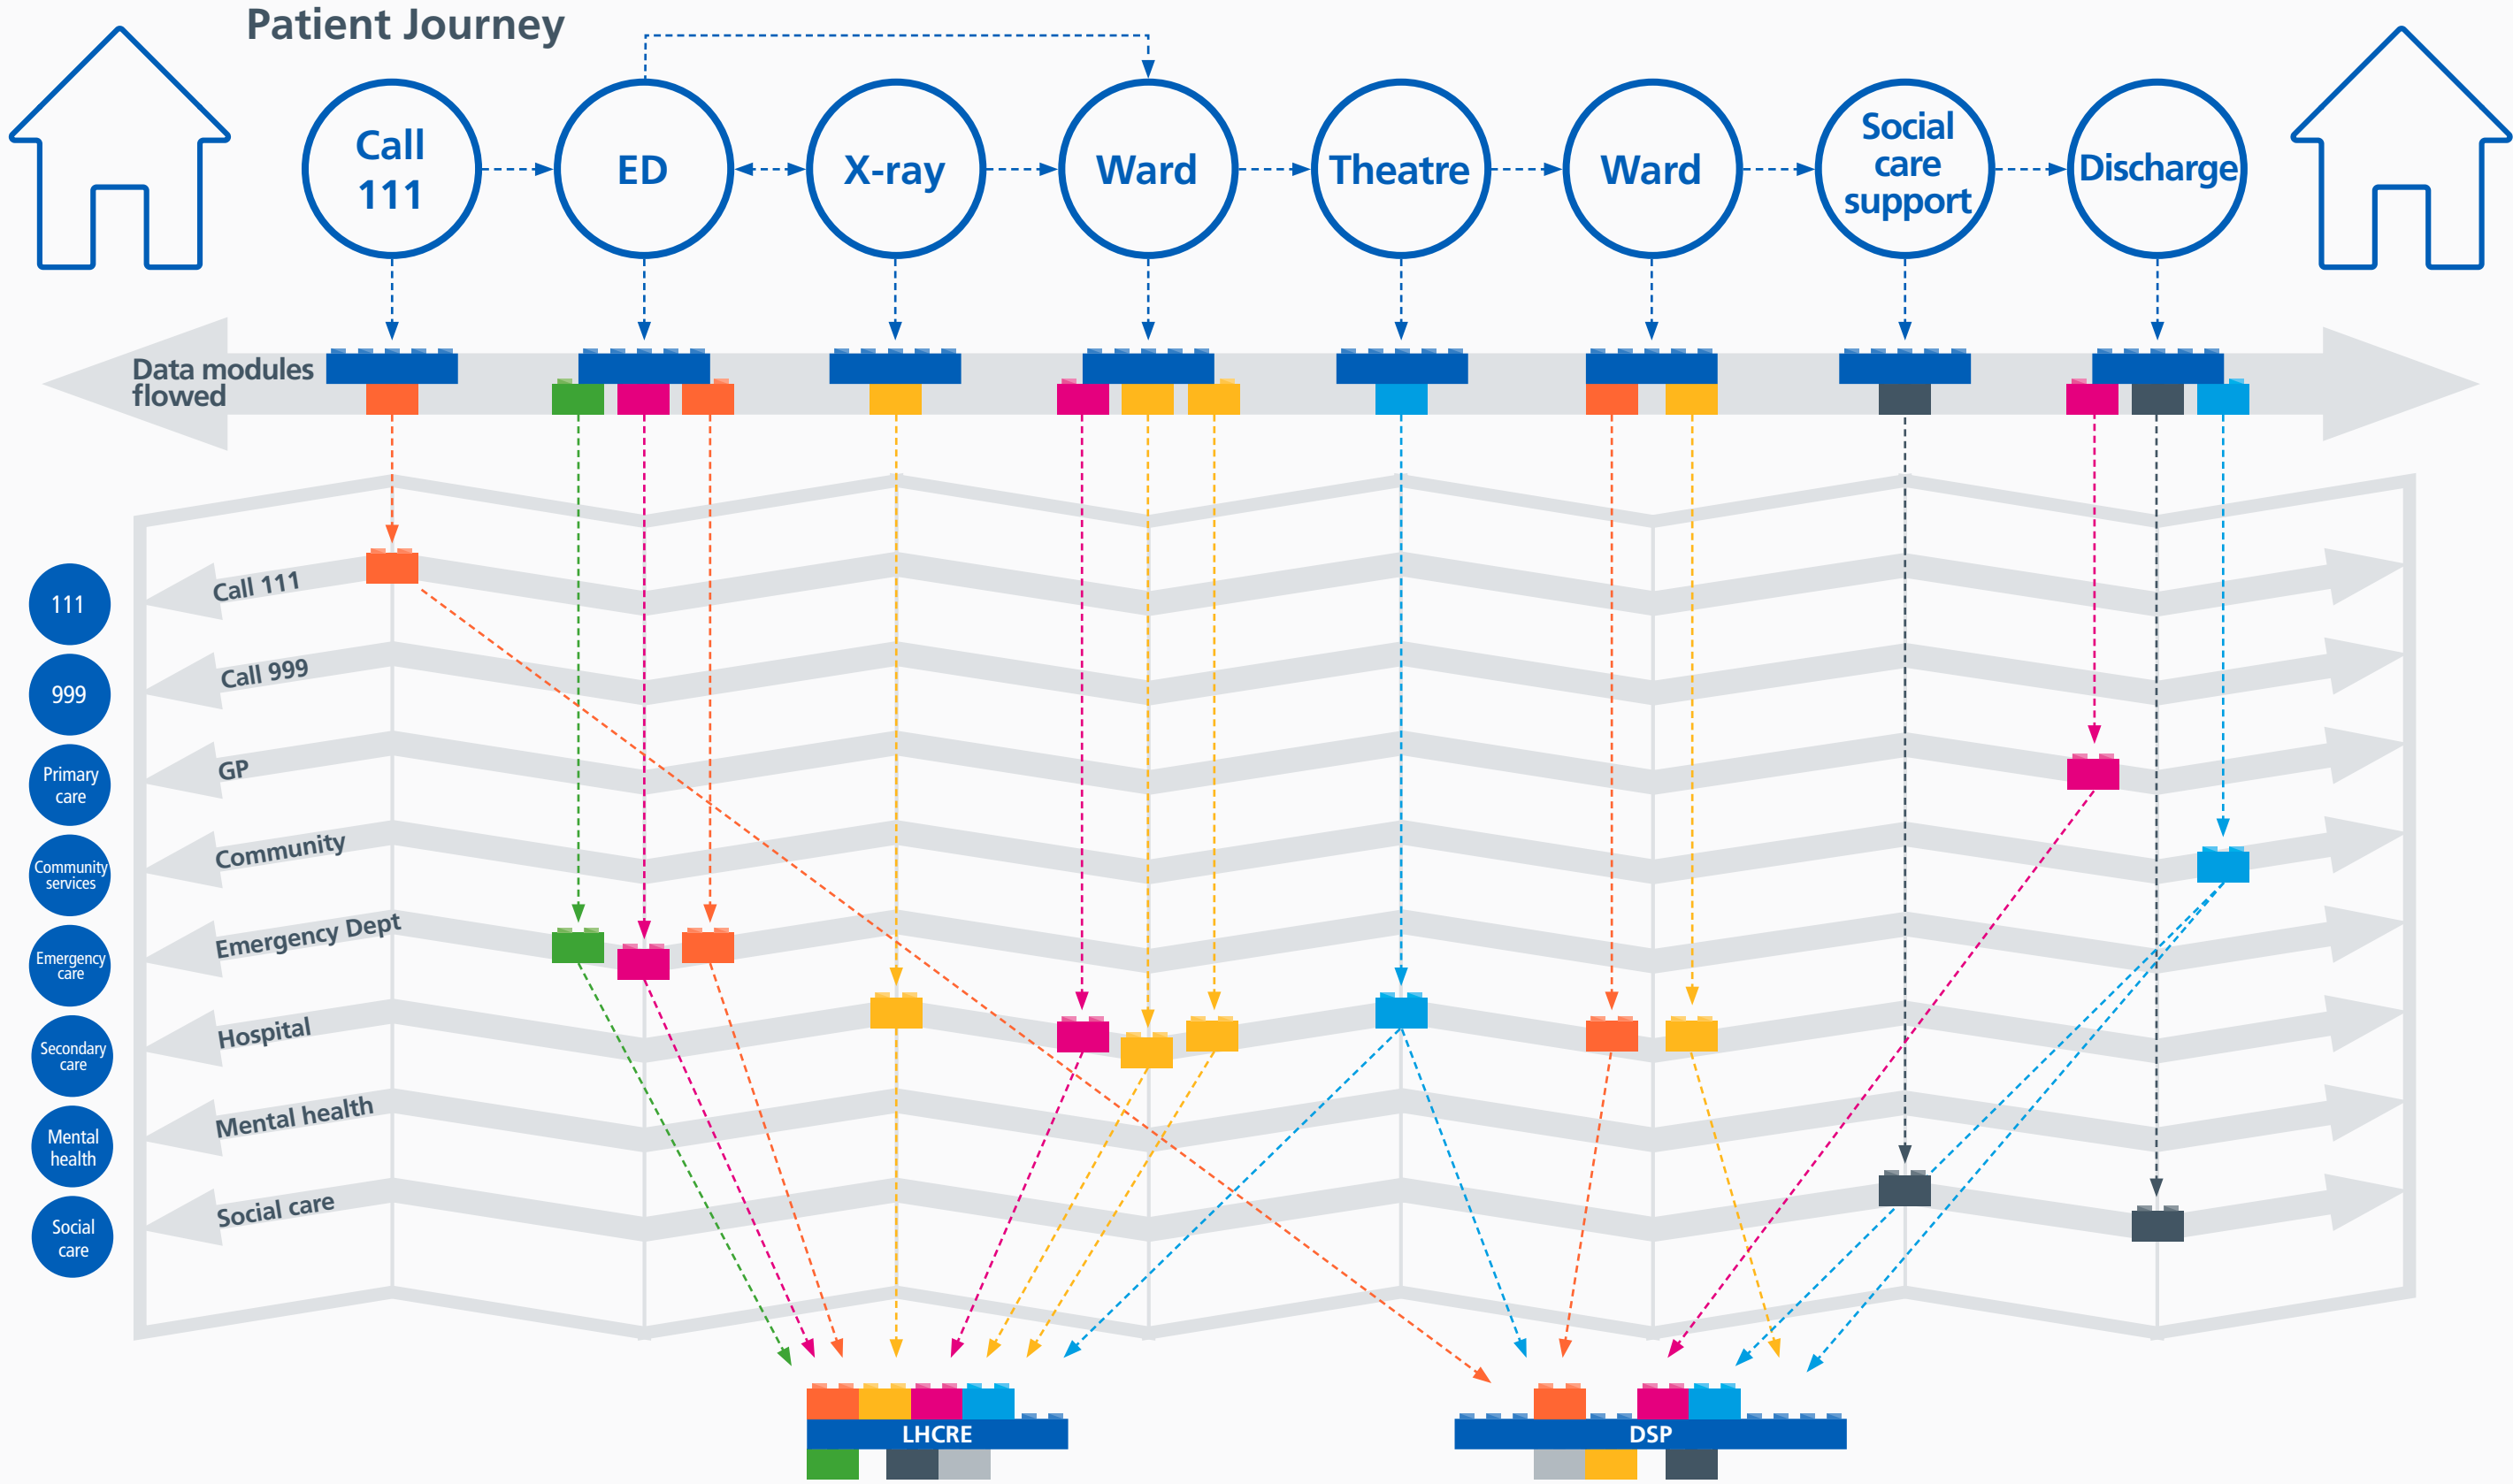 Patient Journey
Call
111
ED
X-ray
Ward
Theatre
Ward
Social
care
support
Discharge
Data modules
flowed
111
Call 111
999
Call 999
Primary
care
GP
Community
services
Community
Emergency
care
Emergency Dept
Secondary
care
Hospital
Mental
health
Mental health
Social
care
Social care
LHCRE
DSP